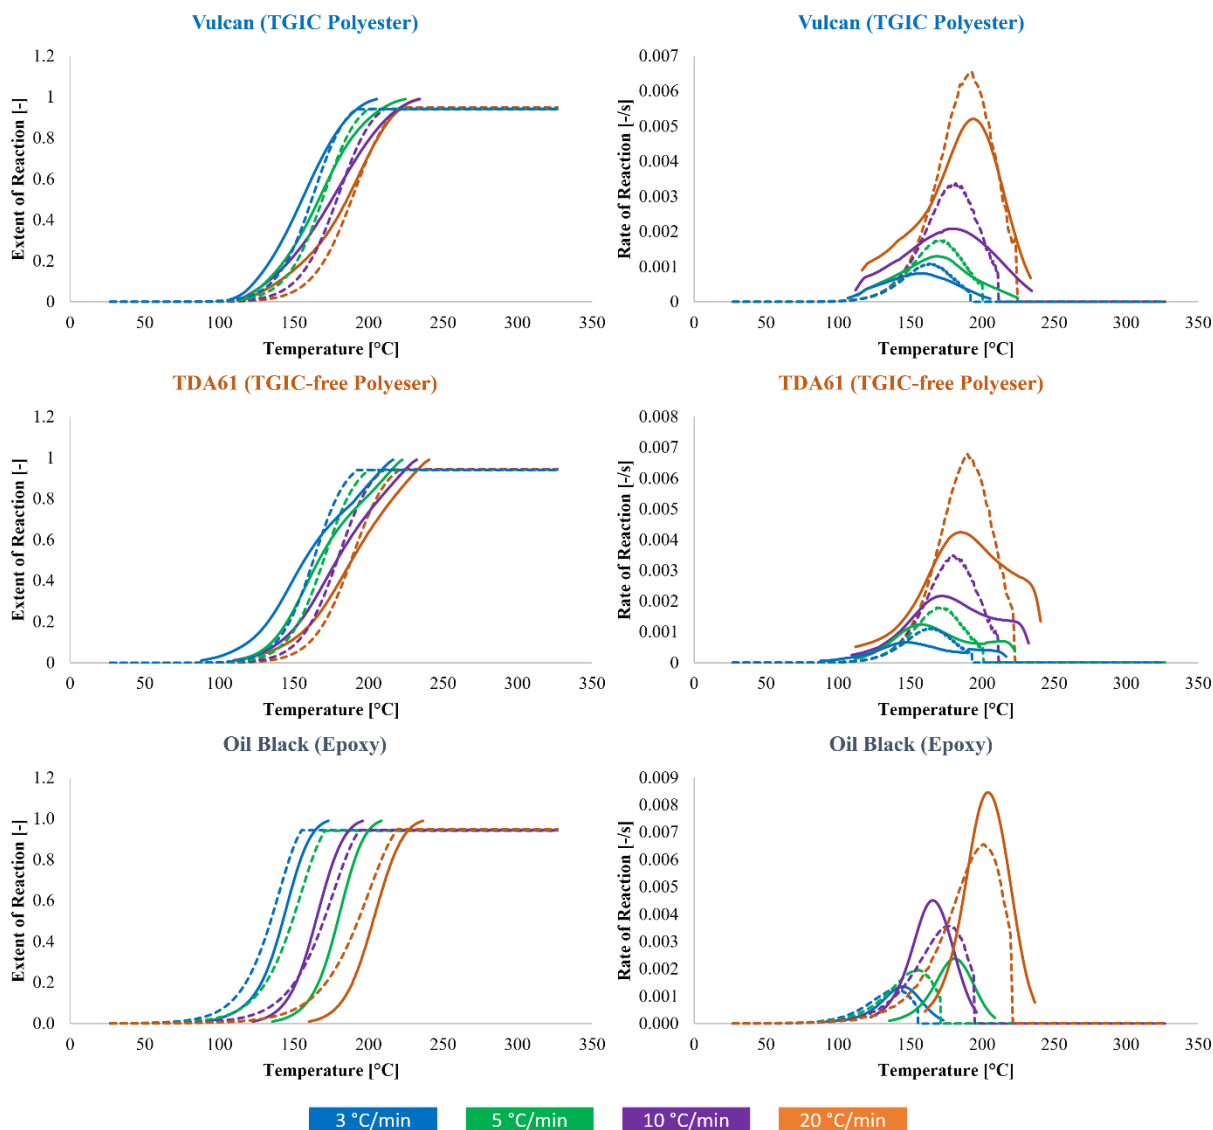 Vulcan (TGIC Polyester)
Vulcan (TGIC Polyester)
Extent of Reaction [-]
1.2
1
0.8
0.6
0.4
0.2
0
0 50 100 150 200 250 300 350
Temperature [°C]
Rate of Reaction [-/s]
0.007
0.006
0.005
0.004
0.003
0.002
0.001
0
0 50 100 150 200 250 300 350
Temperature [°C]
TDA61 (TGIC-free Polyeser)
TDA61 (TGIC-free Polyeser)
Extent of Reaction [-]
1.2
1
0.8
0.6
0.4
0.2
0
0 50 100 150 200 250 300 350
Temperature [°C]
Rate of Reaction [-/s]
0.008
0.007
0.006
0.005
0.004
0.003
0.002
0.001
0
0 50 100 150 200 250 300 350
Temperature [°C]
Oil Black (Epoxy)
Oil Black (Epoxy)
Extent of Reaction [-]
1.2
1.0
0.8
0.6
0.4
0.2
0.0
0 50 100 150 200 250 300 350
Temperature [°C]
Rate of Reaction [-/s]
0.009
0.008
0.007
0.006
0.005
0.004
0.003
0.002
0.001
0.000
0 50 100 150 200 250 300 350
Temperature [°C]
3 °C/min 5 °C/min 10 °C/min 20 °C/min